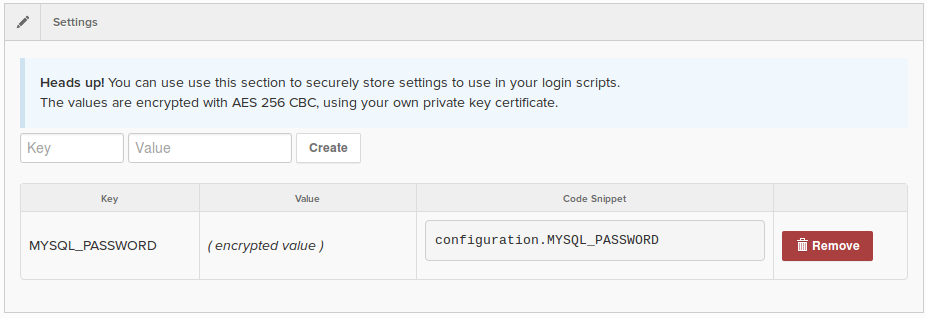 Settings
Heads up! You can use use this section to securely store settings to use in your login scripts.
The values are encrypted with AES 256 CBC, using your own private key certificate.
Key Value Create
Key Value Code Snippet
MYSQL_PASSWORD ( encrypted value ) configuration.MYSQL_PASSWORD Remove